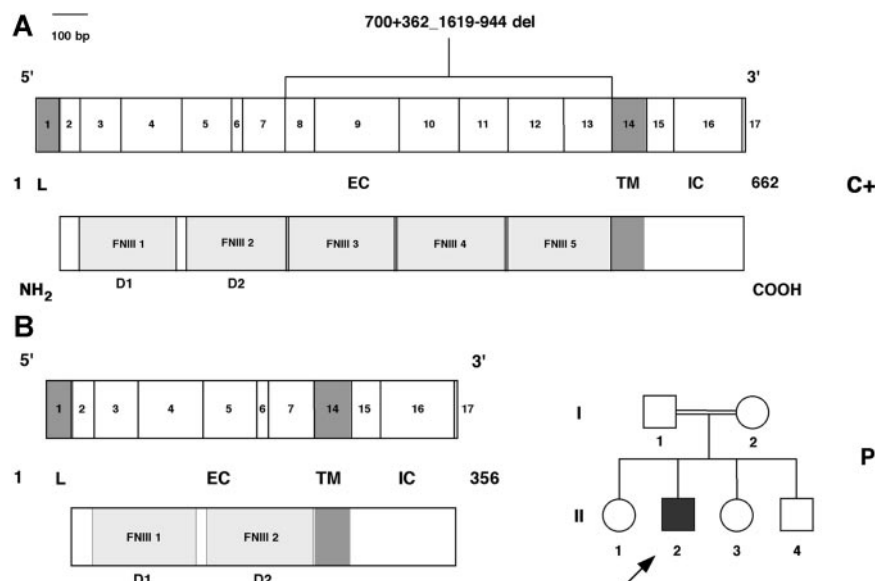 A
100 bp
700+362_1619-944 del
5' 3'
1 2 3 4 5 6 7 8 9 10 11 12 13 14 15 16 17
1 L EC TM IC 662 C+
FNIII 1 FNIII 2 FNIII 3 FNIII 4 FNIII 5
D1 D2
NH2 COOH
B
5' 3'
1 2 3 4 5 6 7 14 15 16 17
1 L EC TM IC 356
FNIII 1 FNIII 2
D1 D2
I
1 2
P
II
1 2 3 4